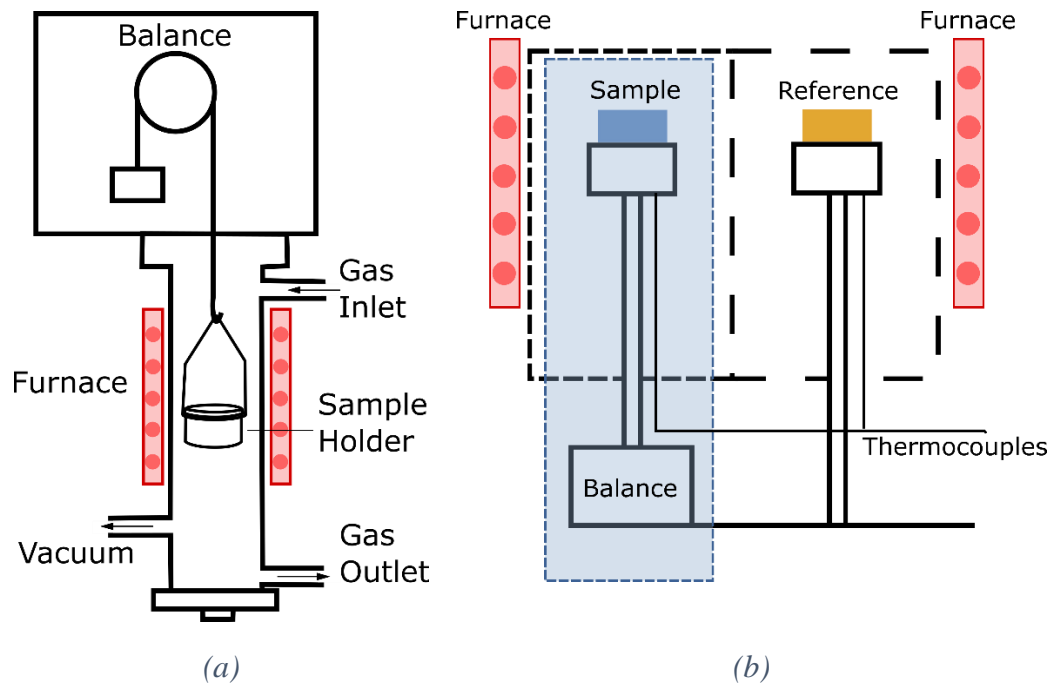 Balance
Gas
Inlet
Furnace
Sample
Holder
Vacuum
Gas
Outlet
(a)
Furnace
Furnace
Sample
Reference
Thermocouples
Balance
(b)